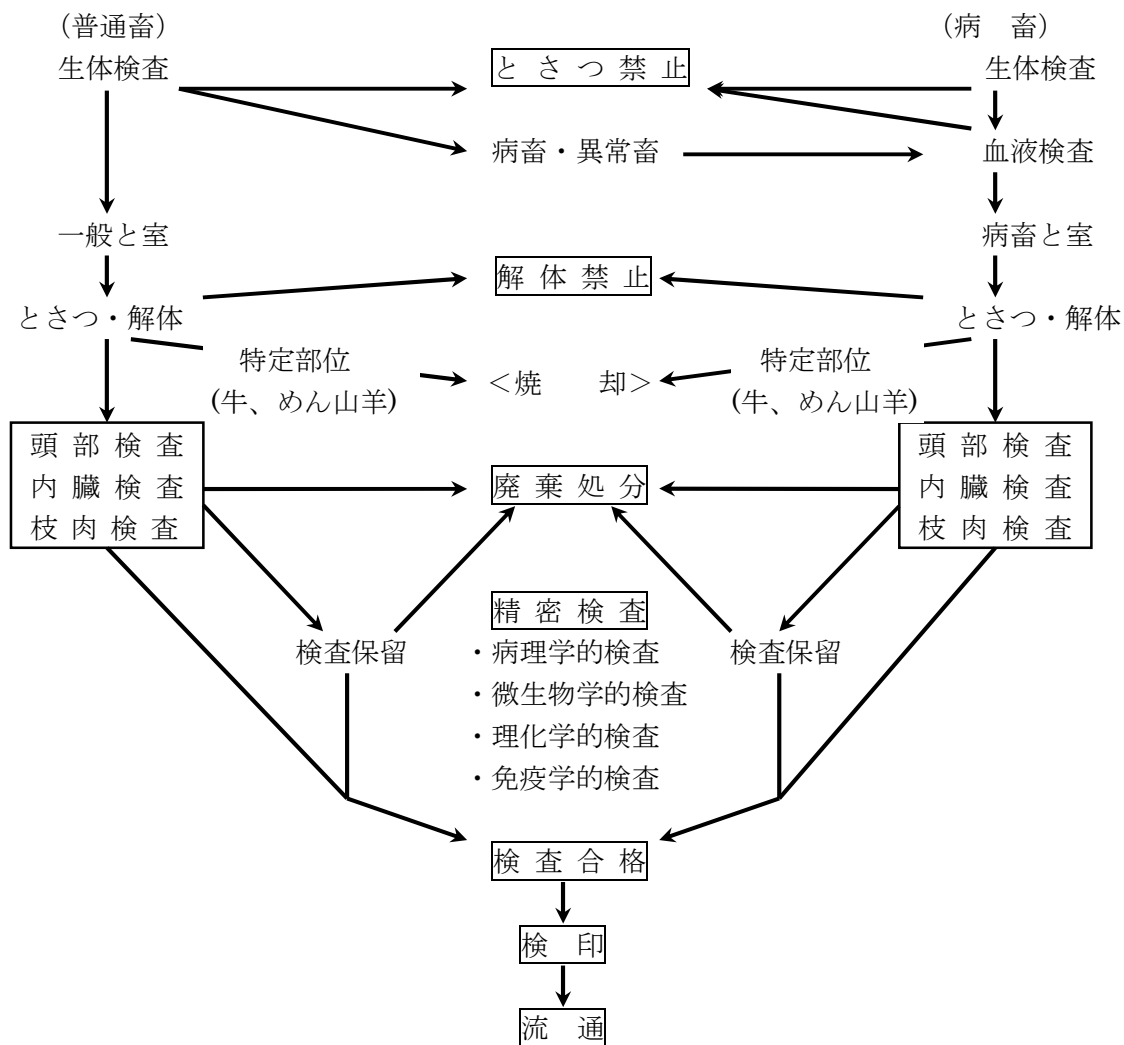 （普通畜）
（病　畜）
生体検査
とさつ禁止
生体検査
病畜・異常畜
血液検査
一般と室
病畜と室
解体禁止
とさつ・解体
とさつ・解体
特定部位
(牛、めん山羊)
＜焼　　却＞
特定部位
(牛、めん山羊)
頭部検査
内臓検査
枝肉検査
廃棄処分
頭部検査
内臓検査
枝肉検査
精密検査
検査保留
・病理学的検査
・微生物学的検査
・理化学的検査
・免疫学的検査
検査保留
検査合格
検　印
流　通